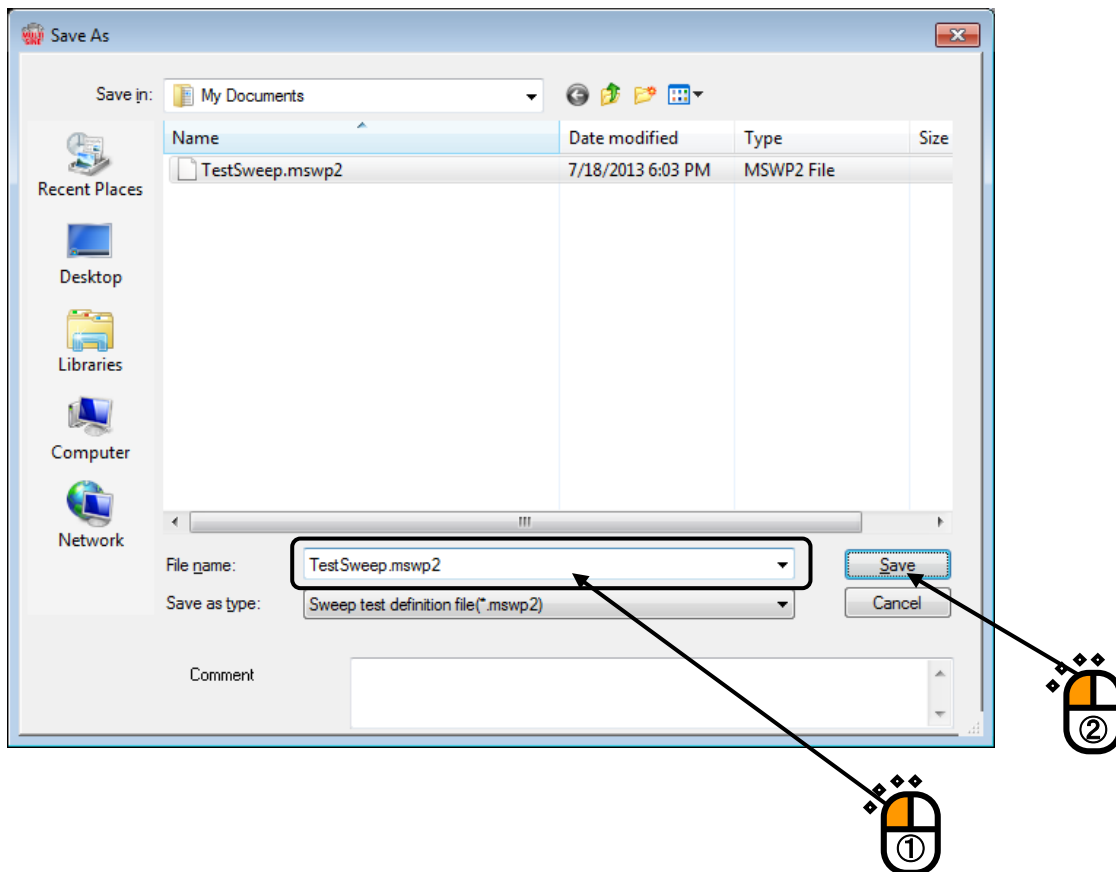 Save As
Save in: My Documents
Name Date modified Type Size
TestSweep.mswp2 7/18/2013 6:03 PM MSWP2 File
Recent Places
Desktop
Libraries
Computer
Network
File name: TestSweep.mswp2 Save
Save as type: Sweep test definition file(*.mswp2) Cancel
Comment
②
①